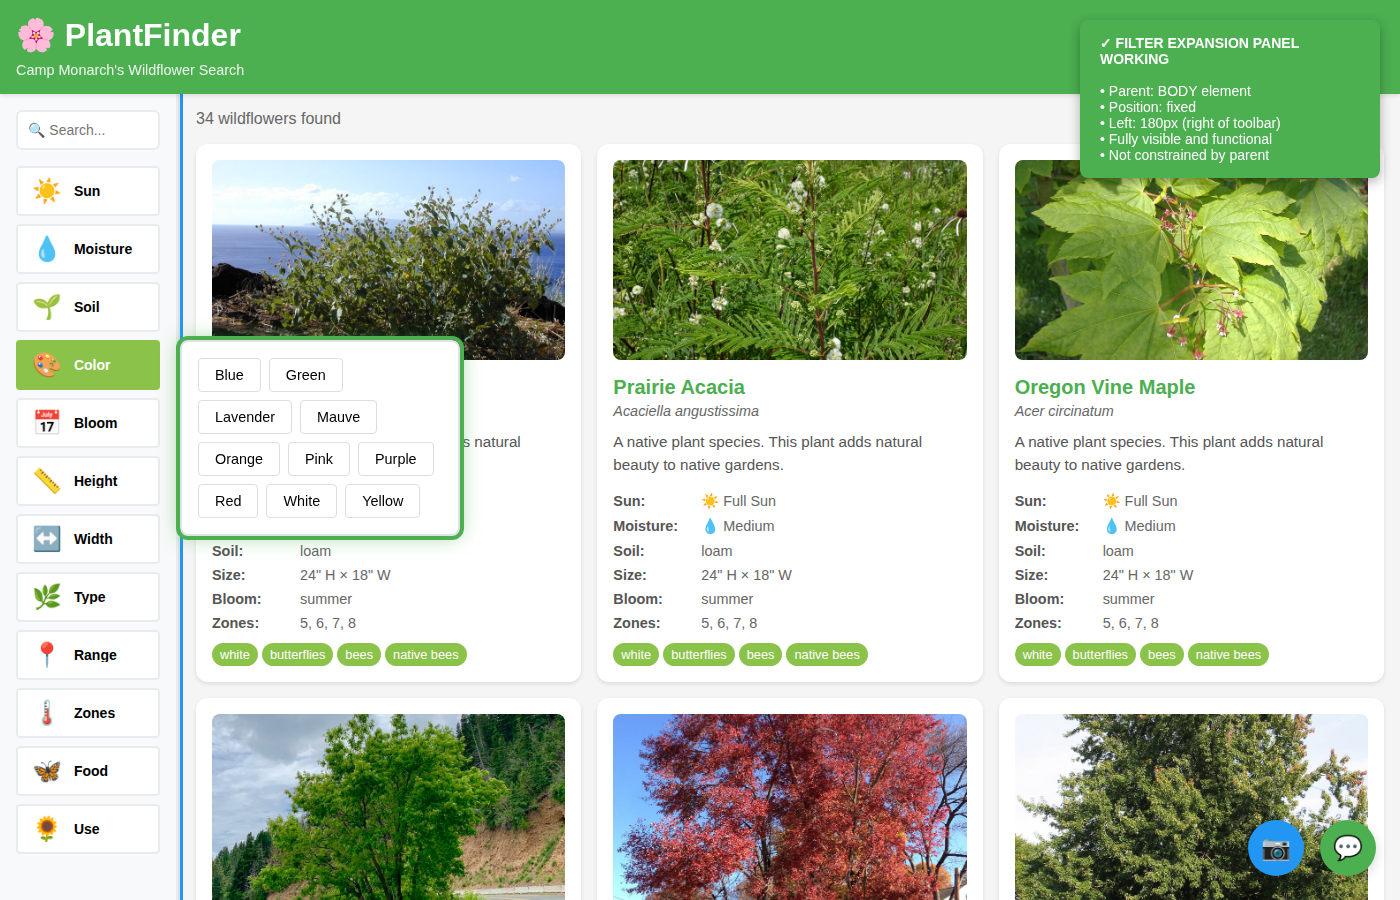 🌸 PlantFinder
Camp Monarch's Wildflower Search
✓ FILTER EXPANSION PANEL
WORKING
• Parent: BODY element
• Position: fixed
• Left: 180px (right of toolbar)
• Fully visible and functional
• Not constrained by parent
🔍 Search...
☀️ Sun
💧 Moisture
🌱 Soil
🎨 Color
📅 Bloom
📏 Height
↔️ Width
🌿 Type
📍 Range
🌡️ Zones
🦋 Food
🌻 Use
34 wildflowers found
Blue Green
Lavender Mauve
Orange Pink Purple
Red White Yellow
natural
Soil: loam
Size: 24" H × 18" W
Bloom: summer
Zones: 5, 6, 7, 8
white butterflies bees native bees
Prairie Acacia
Acaciella angustissima
A native plant species. This plant adds natural
beauty to native gardens.
Sun: ☀️ Full Sun
Moisture: 💧 Medium
Soil: loam
Size: 24" H × 18" W
Bloom: summer
Zones: 5, 6, 7, 8
white butterflies bees native bees
Oregon Vine Maple
Acer circinatum
A native plant species. This plant adds natural
beauty to native gardens.
Sun: ☀️ Full Sun
Moisture: 💧 Medium
Soil: loam
Size: 24" H × 18" W
Bloom: summer
Zones: 5, 6, 7, 8
white butterflies bees native bees